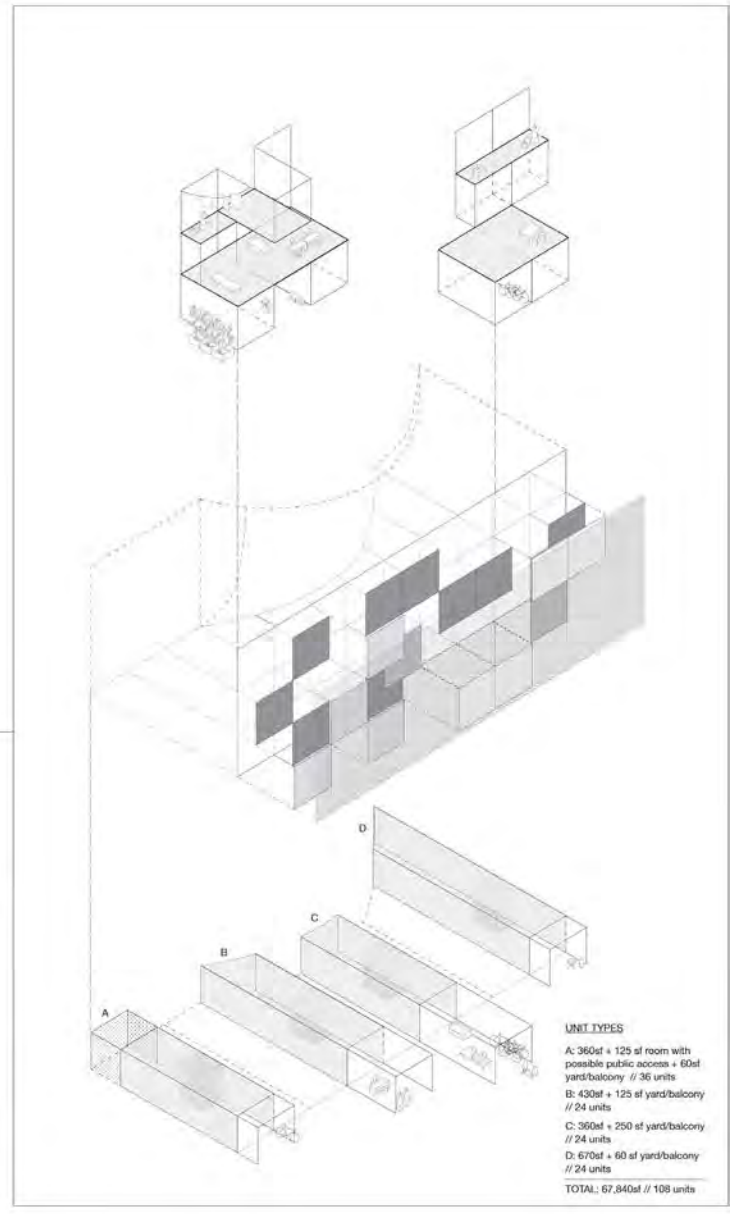 D
C
B
A
UNIT TYPES
A: 360sf + 125 sf room with
possible public access + 60sf
yard/balcony // 36 units
B: 430sf + 125 sf yard/balcony
// 24 units
C: 360sf + 250 sf yard/balcony
// 24 units
D: 670sf + 60 sf yard/balcony
// 24 units
TOTAL: 67,840sf // 108 units